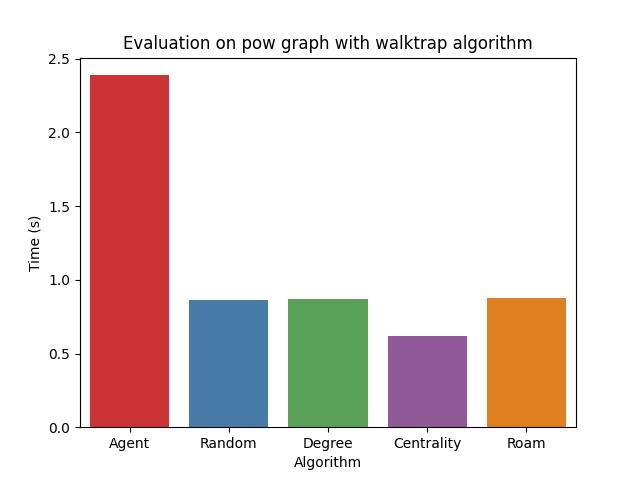 Evaluation on pow graph with walktrap algorithm
2.5
2.0
1.5
1.0
0.5
0.0
Time (s)
Agent Random Degree Centrality Roam
Algorithm